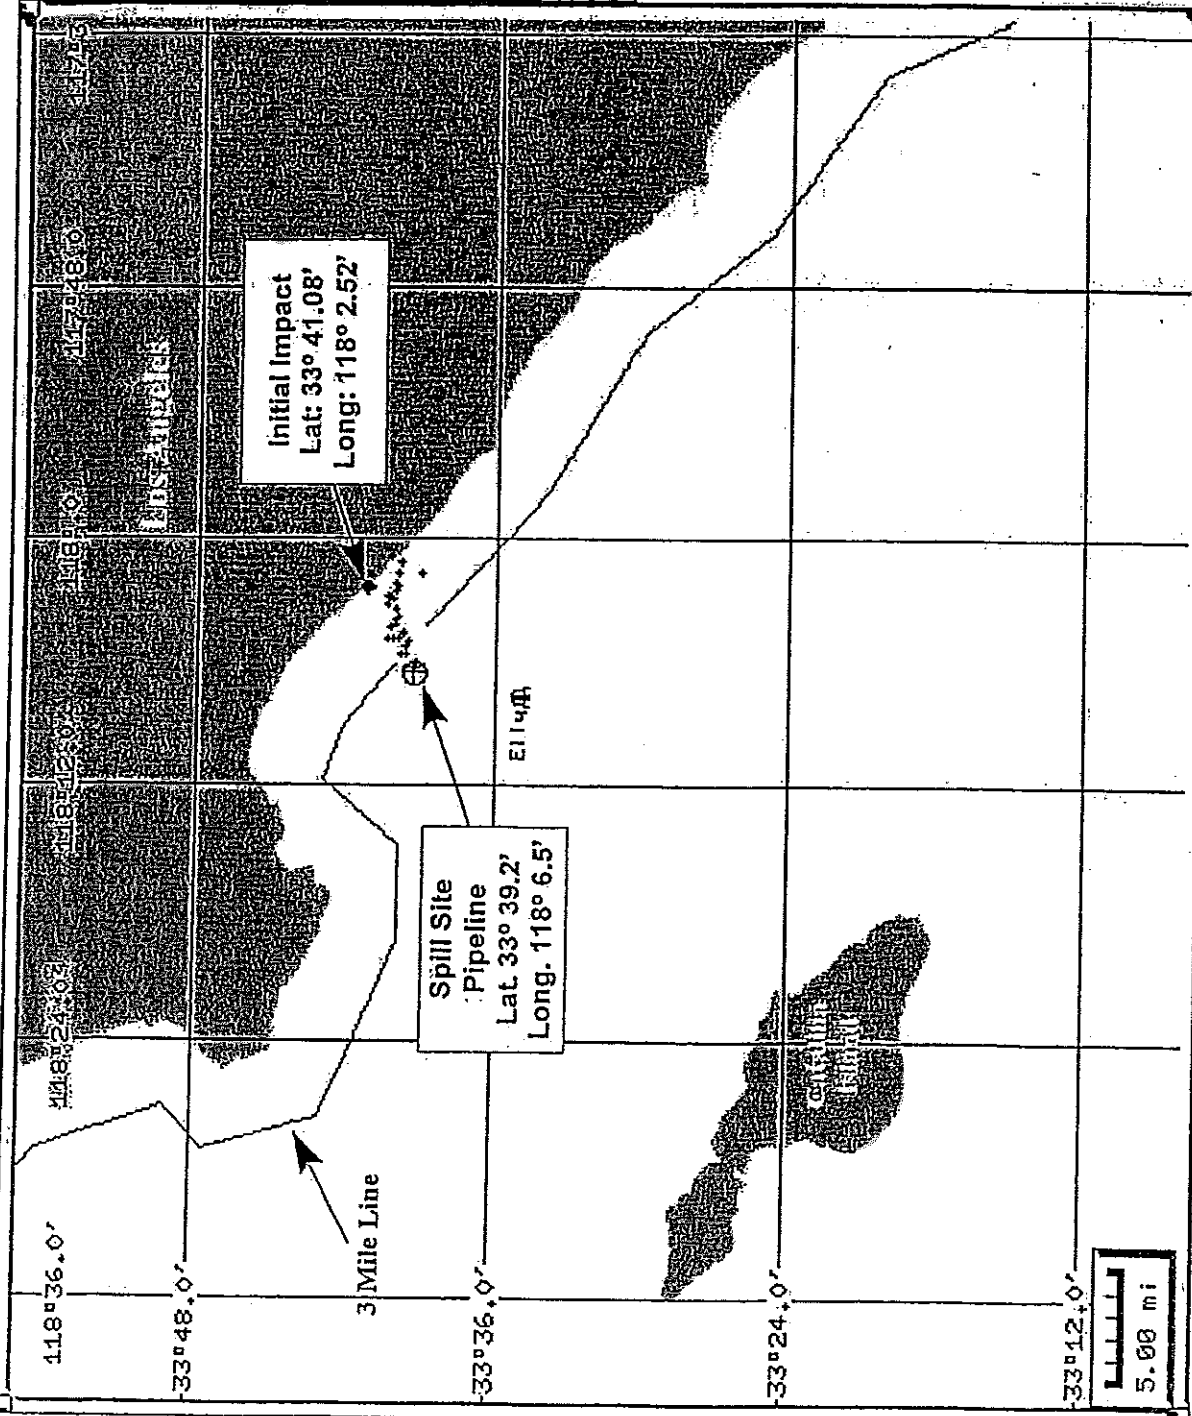 118°36.0'
118°24.0'
118°12.0'
118°0.0'
117°48.0'
Los Angeles
Initial Impact
Lat: 33° 41.08'
Long: 118° 2.52'
33°48.0'
3 Mile Line
Spill Site
Pipeline
Lat. 33° 39.2'
Long. 118° 6.5'
33°36.0'
33°24.0'
33°12.0'
5.00 mi